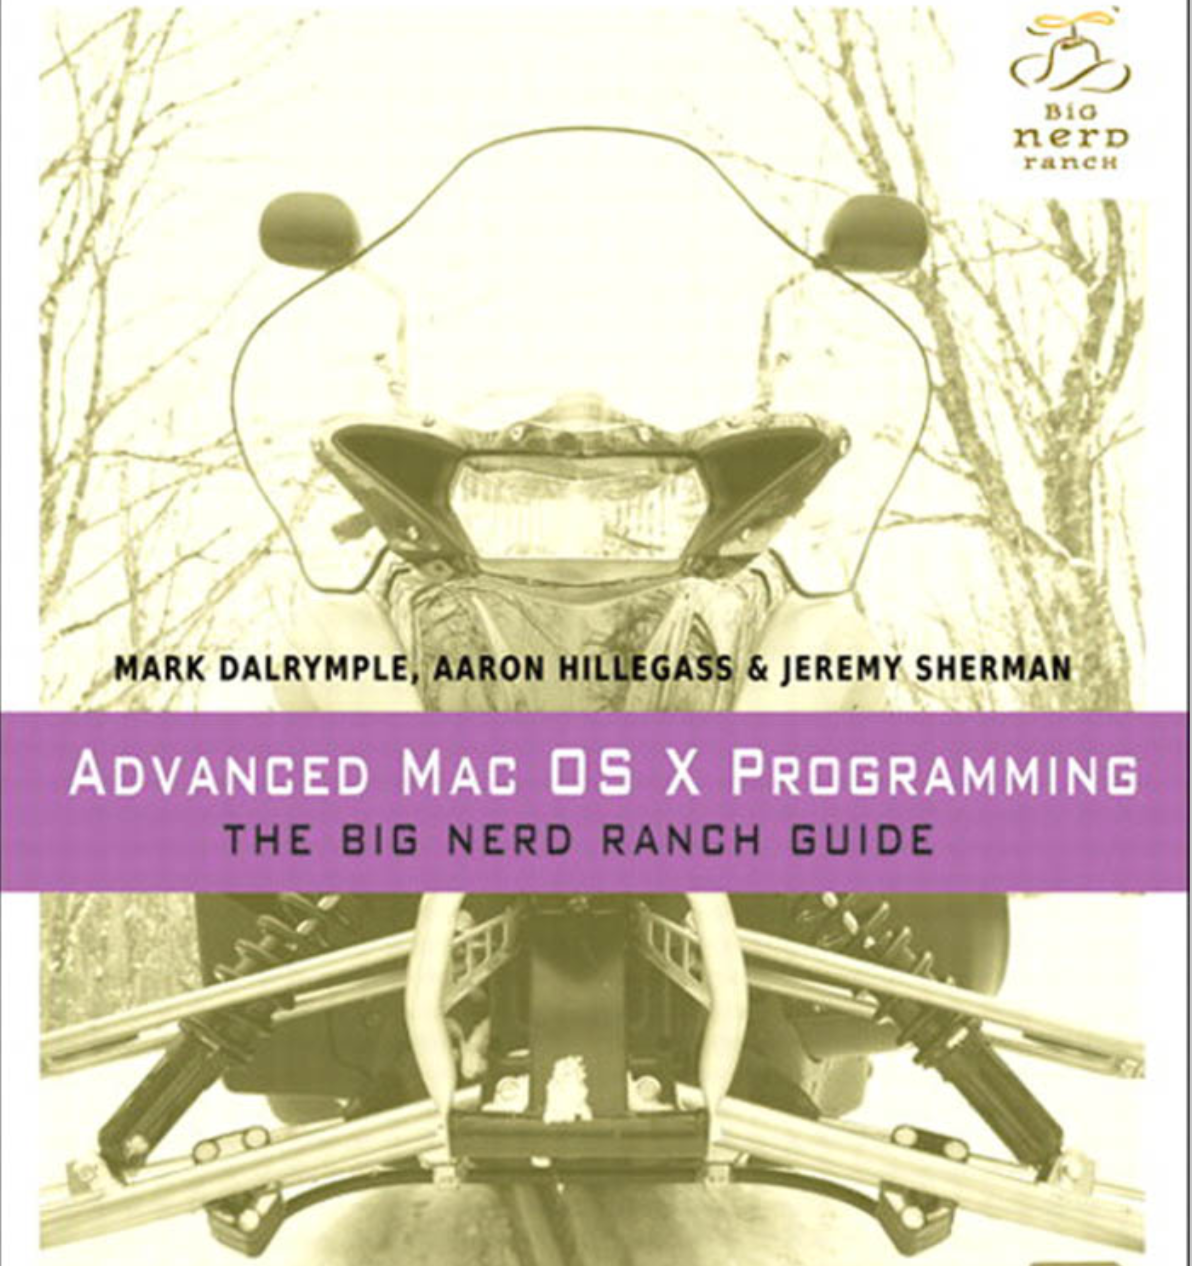 BiG
nerd
rancH
MARK DALRYMPLE, AARON HILLEGASS & JEREMY SHERMAN
ADVANCED MAC OS X PROGRAMMING
THE BIG NERD RANCH GUIDE